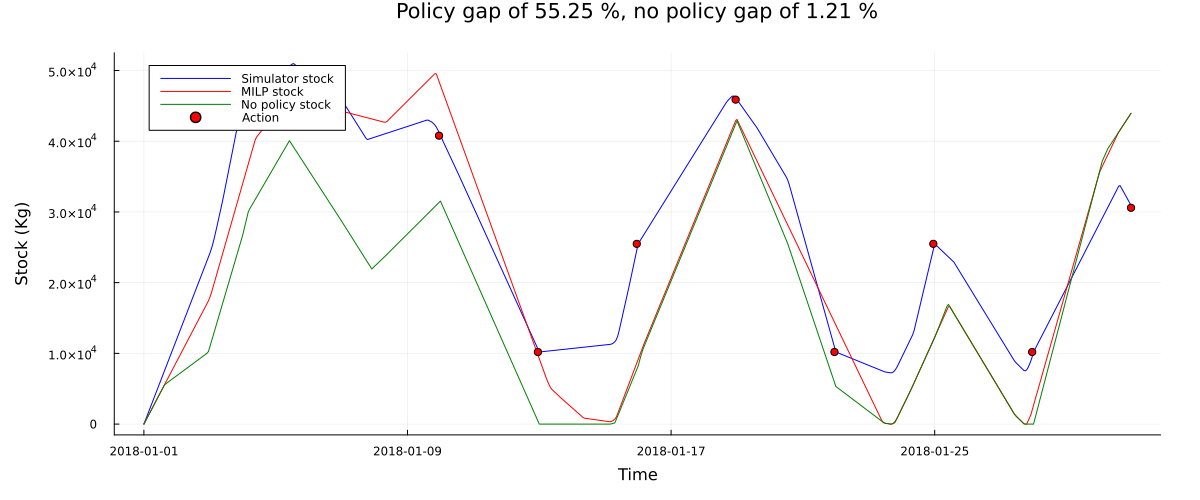 Policy gap of 55.25 %, no policy gap of 1.21 %
Simulator stock
MILP stock
No policy stock
Action
Stock (Kg)
5.0×10⁴
4.0×10⁴
3.0×10⁴
2.0×10⁴
1.0×10⁴
0
2018-01-01 2018-01-09 2018-01-17 2018-01-25
Time